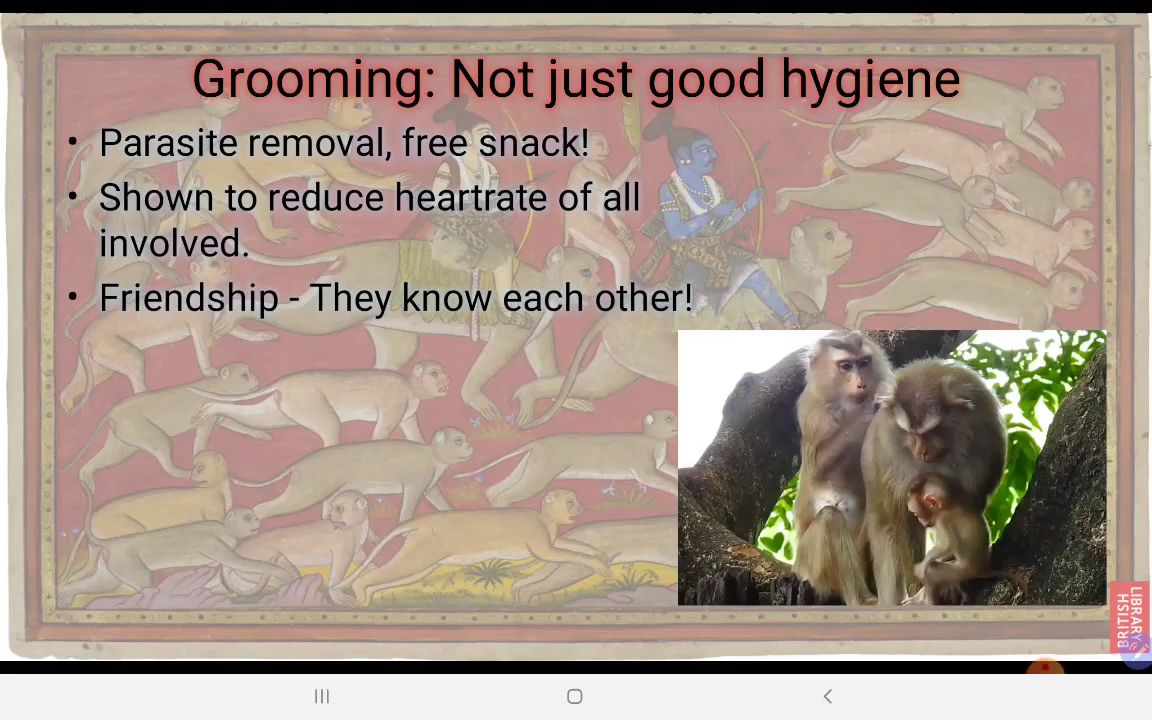 Grooming: Not just good hygiene
• Parasite removal, free snack!
• Shown to reduce heartrate of all
involved.
• Friendship - They know each other!
BRITISH
LIBRARY